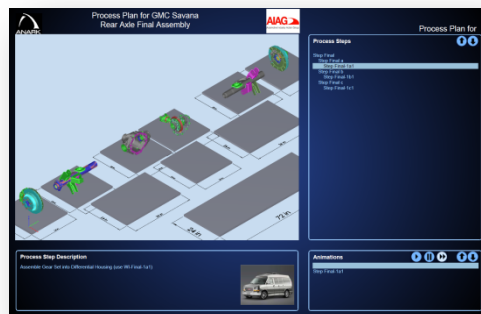 ANARK
Process Plan for GMC Savana
Rear Axle Final Assembly
AIAG
Process Plan for
Process Steps
Step Final
Step Final a
Step Final 1a1
Step Final b
Step Final 1b1
Step Final c
Step Final 1c1
24 in
72 in
Process Step Description
Assemble Gear Set into Differential Housing (use WI-Final-1a1)
Animations
Step Final 1a1